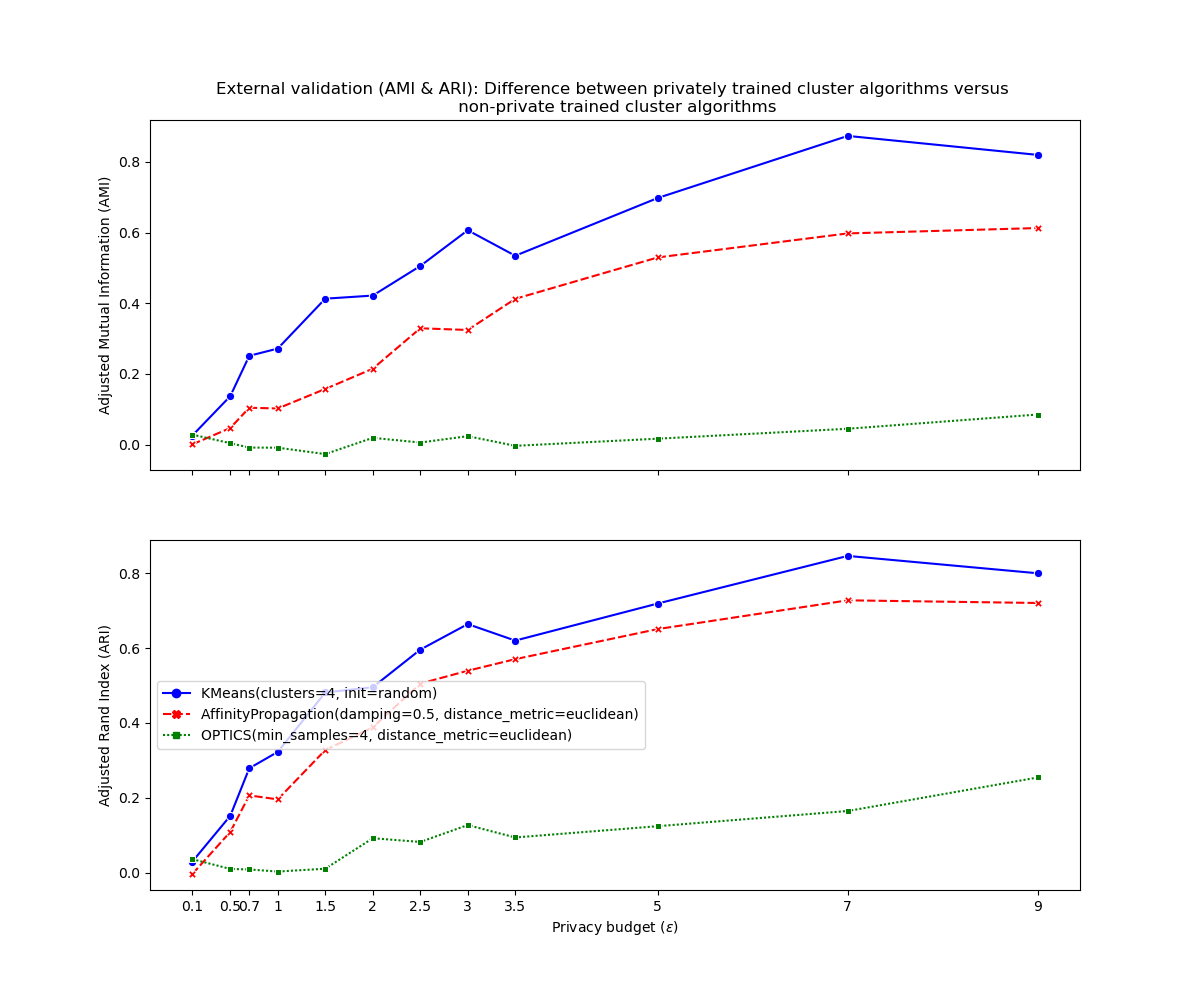 External validation (AMI & ARI): Difference between privately trained cluster algorithms versus
non-private trained cluster algorithms
Adjusted Mutual Information (AMI)
0.8
0.6
0.4
0.2
0.0
Adjusted Rand Index (ARI)
0.8
0.6
0.4
0.2
0.0
KMeans(clusters=4, init=random)
AffinityPropagation(damping=0.5, distance_metric=euclidean)
OPTICS(min_samples=4, distance_metric=euclidean)
0.1 0.5 0.7 1 1.5 2 2.5 3 3.5 5 7 9
Privacy budget (ε)